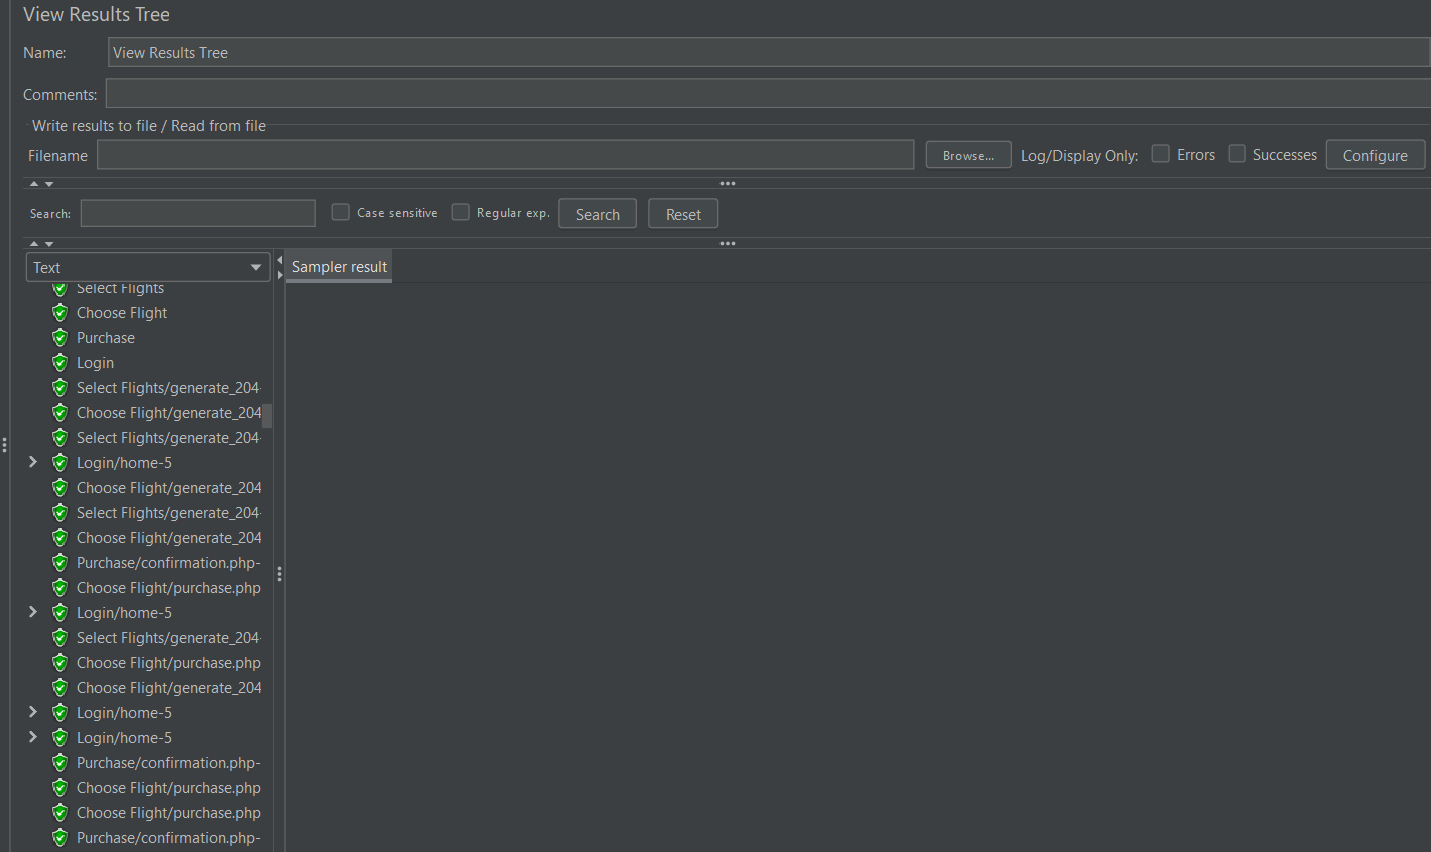 View Results Tree
Name: View Results Tree
Comments:
Write results to file / Read from file
Filename Browse... Log/Display Only: Errors Successes Configure
Search: Case sensitive Regular exp. Search Reset
Text
Sampler result
Select Flights
Choose Flight
Purchase
Login
Select Flights/generate_204-
Choose Flight/generate_204
Select Flights/generate_204-
Login/home-5
Choose Flight/generate_204
Select Flights/generate_204-
Choose Flight/generate_204
Purchase/confirmation.php-
Choose Flight/purchase.php
Login/home-5
Select Flights/generate_204-
Choose Flight/purchase.php
Choose Flight/generate_204
Login/home-5
Login/home-5
Purchase/confirmation.php-
Choose Flight/purchase.php
Choose Flight/purchase.php
Purchase/confirmation.php-